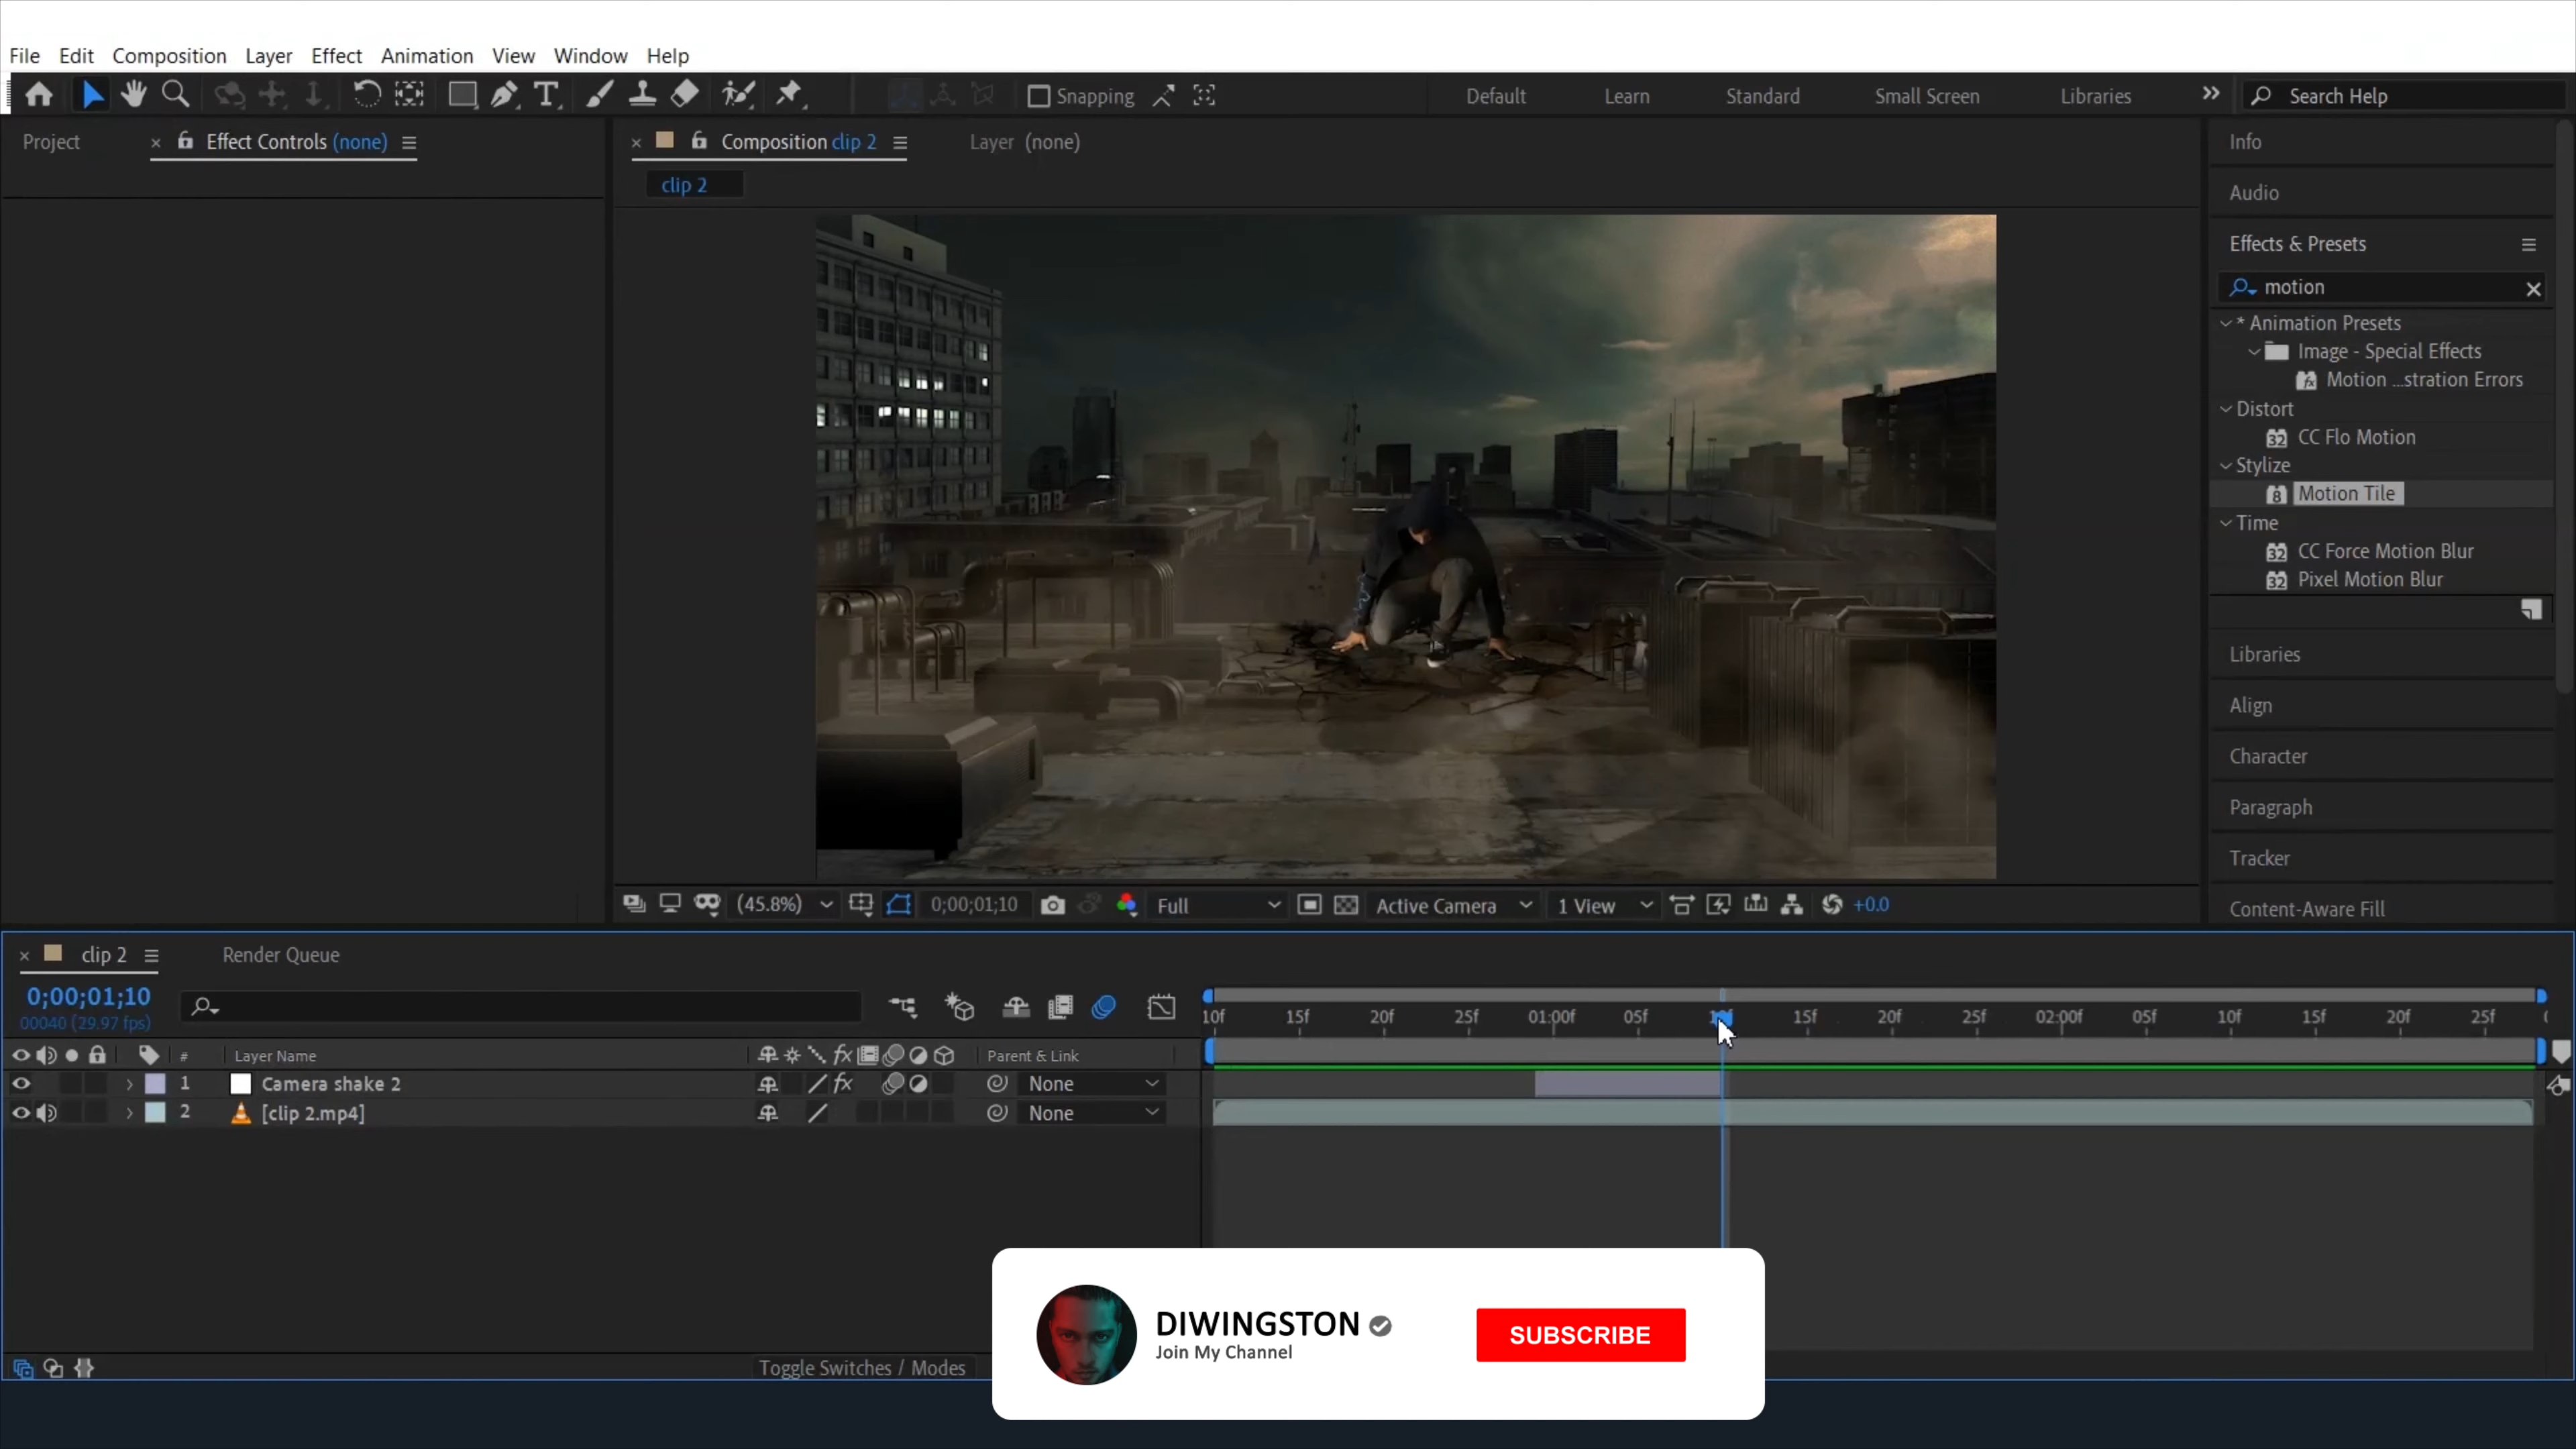 File Edit Composition Layer Effect Animation View Window Help
Snapping Default Learn Standard Small Screen Libraries Search Help
Project Effect Controls (none) Composition clip 2 Layer (none)
clip 2
Info
Audio
Effects & Presets
motion
* Animation Presets
Image - Special Effects
Motion ...stration Errors
Distort
CC Flo Motion
Stylize
Motion Tile
Time
CC Force Motion Blur
Pixel Motion Blur
Libraries
Align
Character
Paragraph
Tracker
Content-Aware Fill
(45.8%) 0;00;01;10 Full Active Camera 1 View +0.0
clip 2 Render Queue
0;00;01;10
00040 (29.97 fps)
10f 15f 20f 25f 01:00f 05f 15f 20f 25f 02:00f 05f 10f 15f 20f 25f
# Layer Name Parent & Link
1 Camera shake 2 None
2 [clip 2.mp4] None
Toggle Switches / Modes
DIWINGSTON
Join My Channel
SUBSCRIBE